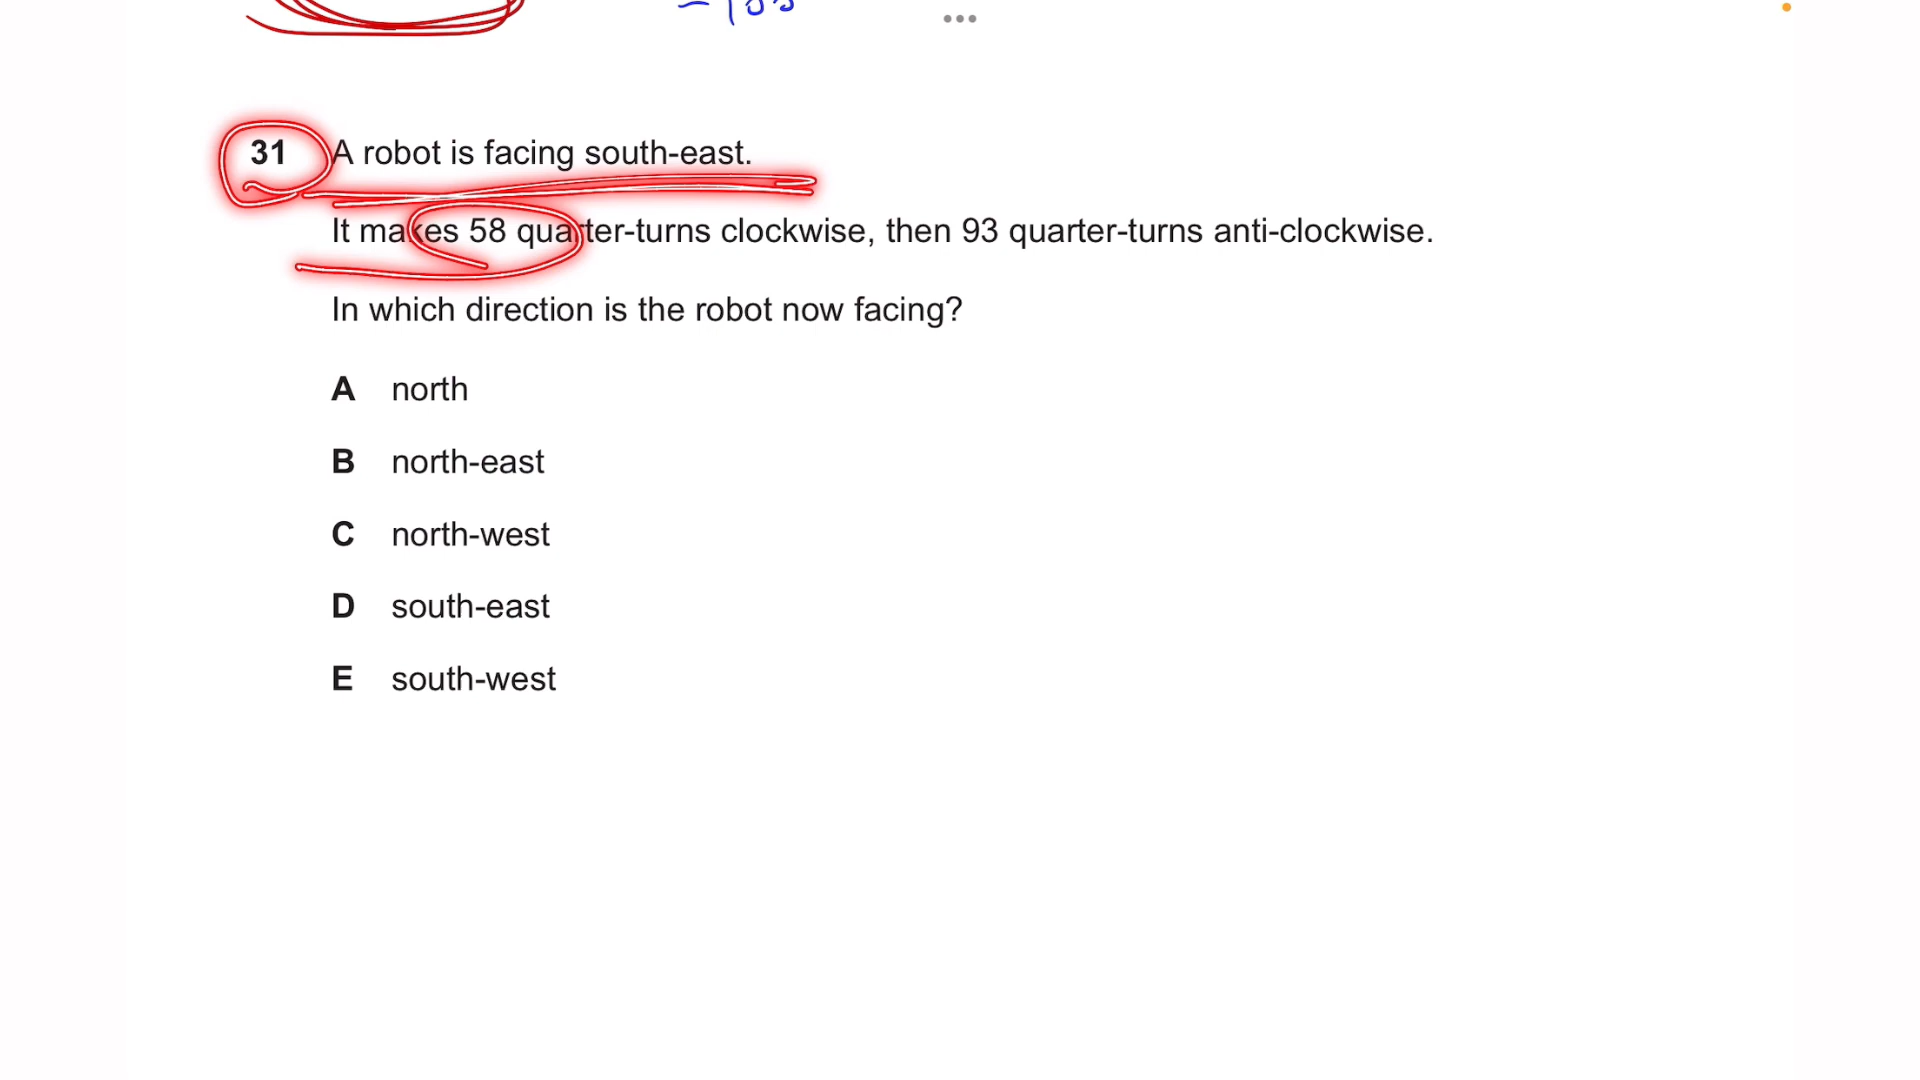 31 A robot is facing south-east.
It makes 58 quarter-turns clockwise, then 93 quarter-turns anti-clockwise.
In which direction is the robot now facing?
A north
B north-east
C north-west
D south-east
E south-west